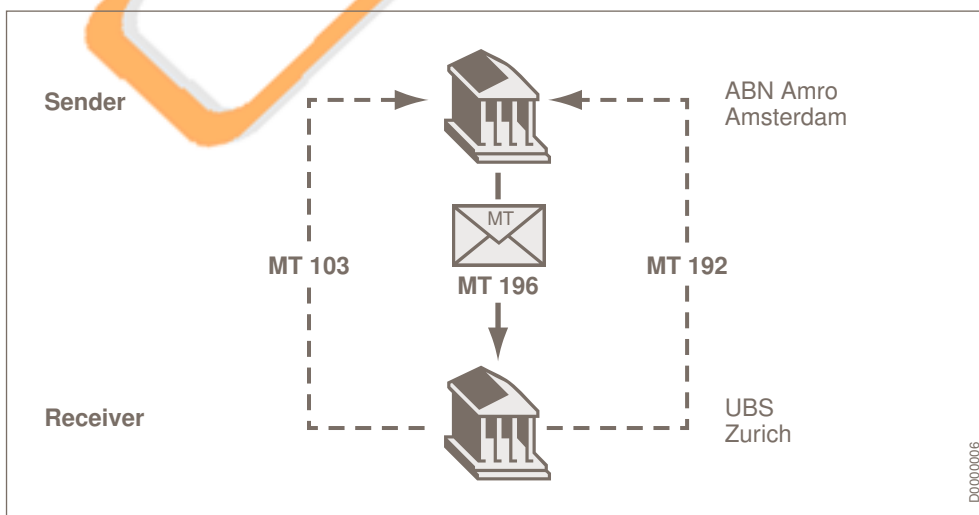 Sender
ABN Amro
Amsterdam
MT
MT 103
MT 192
MT 196
Receiver
UBS
Zurich
D0000006